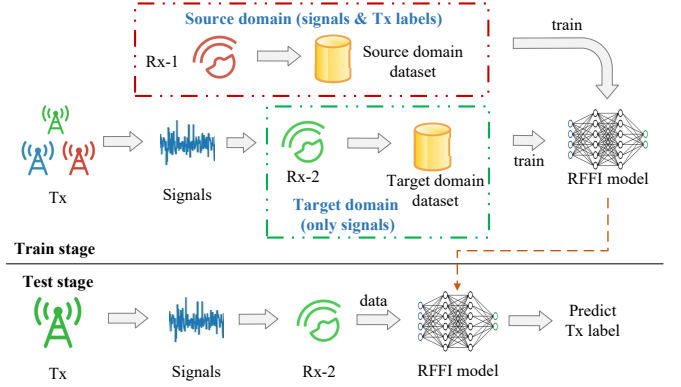 Source domain (signals & Tx labels)
Rx-1
Source domain
dataset
train
Tx
Signals
Rx-2
Target domain
dataset
Target domain
(only signals)
train
RFFI model
Train stage
Test stage
Tx
Signals
Rx-2
data
RFFI model
Predict
Tx label